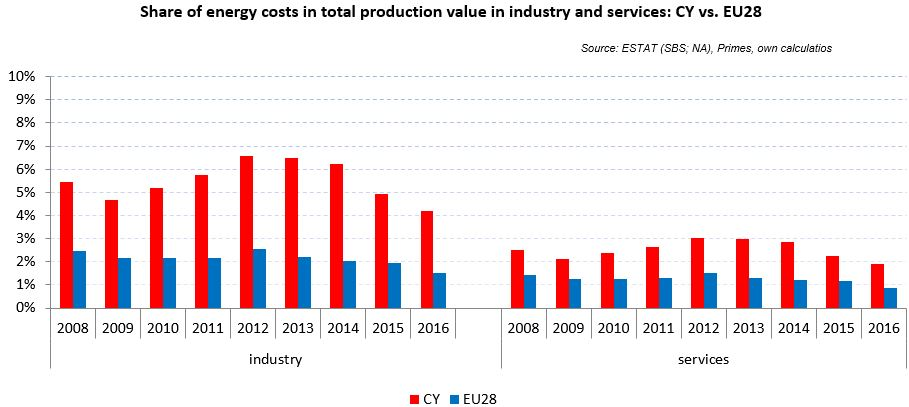 Share of energy costs in total production value in industry and services: CY vs. EU28
Source: ESTAT (SBS; NA), Primes, own calculatios
10%
9%
8%
7%
6%
5%
4%
3%
2%
1%
0%
2008 2009 2010 2011 2012 2013 2014 2015 2016 2008 2009 2010 2011 2012 2013 2014 2015 2016
industry services
CY EU28